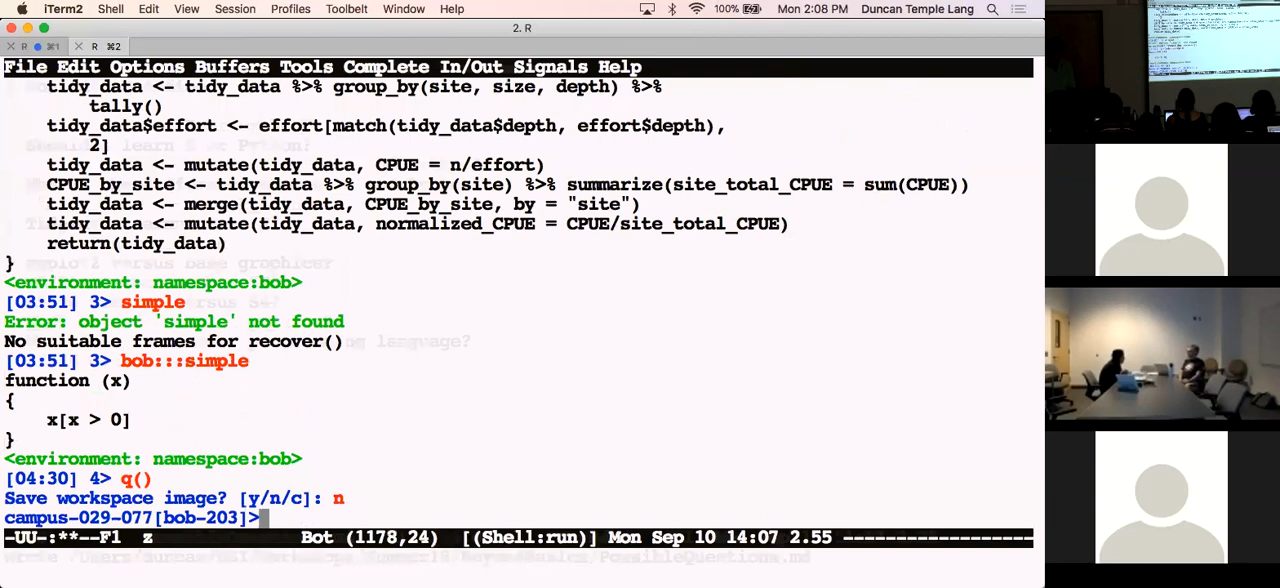 iTerm2 Shell Edit View Session Profiles Toolbelt Window Help 100% Mon 2:08 PM Duncan Temple Lang
2. R
R ⌘1 R ⌘2
File Edit Options Buffers Tools Complete In/Out Signals Help
tidy_data <- tidy_data %>% group_by(site, size, depth) %>%
tally()
tidy_data$effort <- effort[match(tidy_data$depth, effort$depth),
2]
tidy_data <- mutate(tidy_data, CPUE = n/effort)
CPUE_by_site <- tidy_data %>% group_by(site) %>% summarize(site_total_CPUE = sum(CPUE))
tidy_data <- merge(tidy_data, CPUE_by_site, by = "site")
tidy_data <- mutate(tidy_data, normalized_CPUE = CPUE/site_total_CPUE)
return(tidy_data)
}
<environment: namespace:bob>
[03:51] 3> simple
Error: object 'simple' not found
No suitable frames for recover()
[03:51] 3> bob:::simple
function (x)
{
x[x > 0]
}
<environment: namespace:bob>
[04:30] 4> q()
Save workspace image? [y/n/c]: n
campus-029-077[bob-203]>
-UU-:**--F1 z Bot (1178,24) [(Shell:run)] Mon Sep 10 14:07 2.55 ------------------